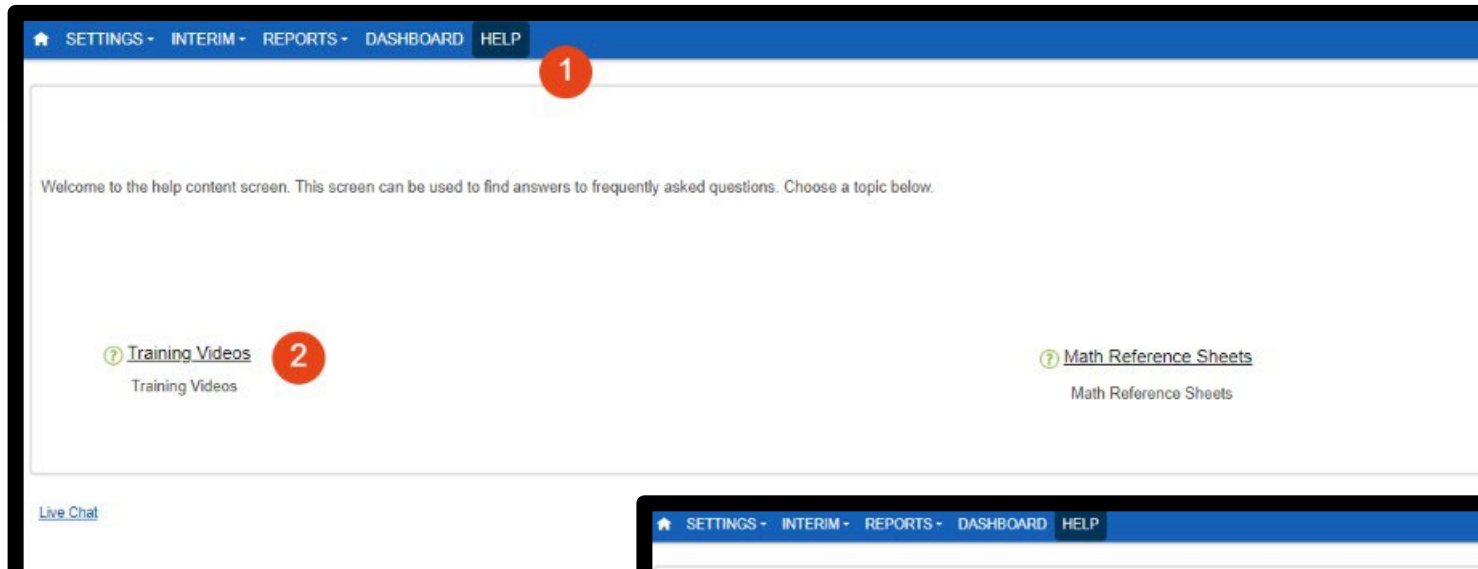 SETTINGS INTERIM REPORTS DASHBOARD HELP
1
Welcome to the help content screen. This screen can be used to find answers to frequently asked questions. Choose a topic below.
? Training Videos 2
Training Videos
? Math Reference Sheets
Math Reference Sheets
Live Chat
SETTINGS INTERIM REPORTS DASHBOARD HELP